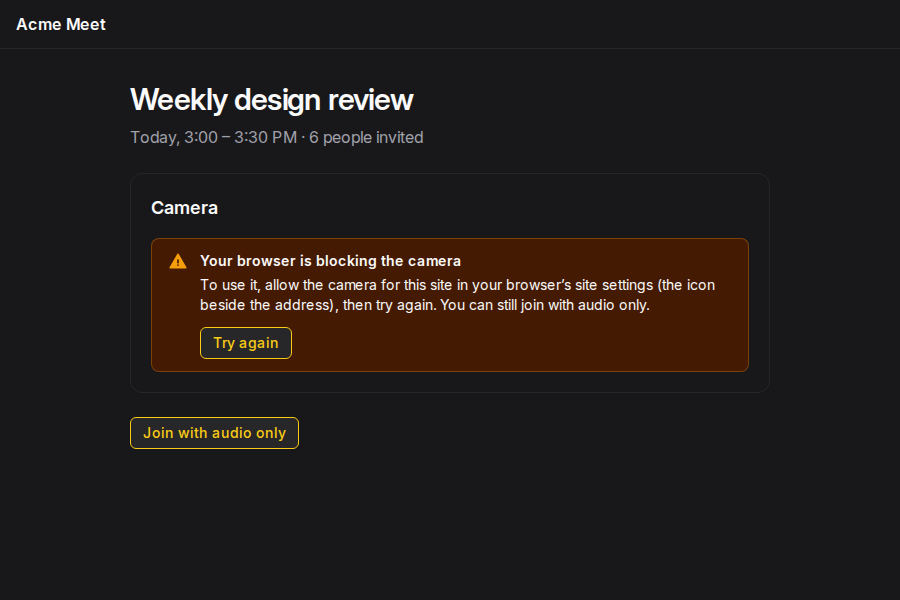 Acme Meet
Weekly design review
Today, 3:00 – 3:30 PM · 6 people invited
Camera
Your browser is blocking the camera
To use it, allow the camera for this site in your browser’s site settings (the icon
beside the address), then try again. You can still join with audio only.
Try again
Join with audio only